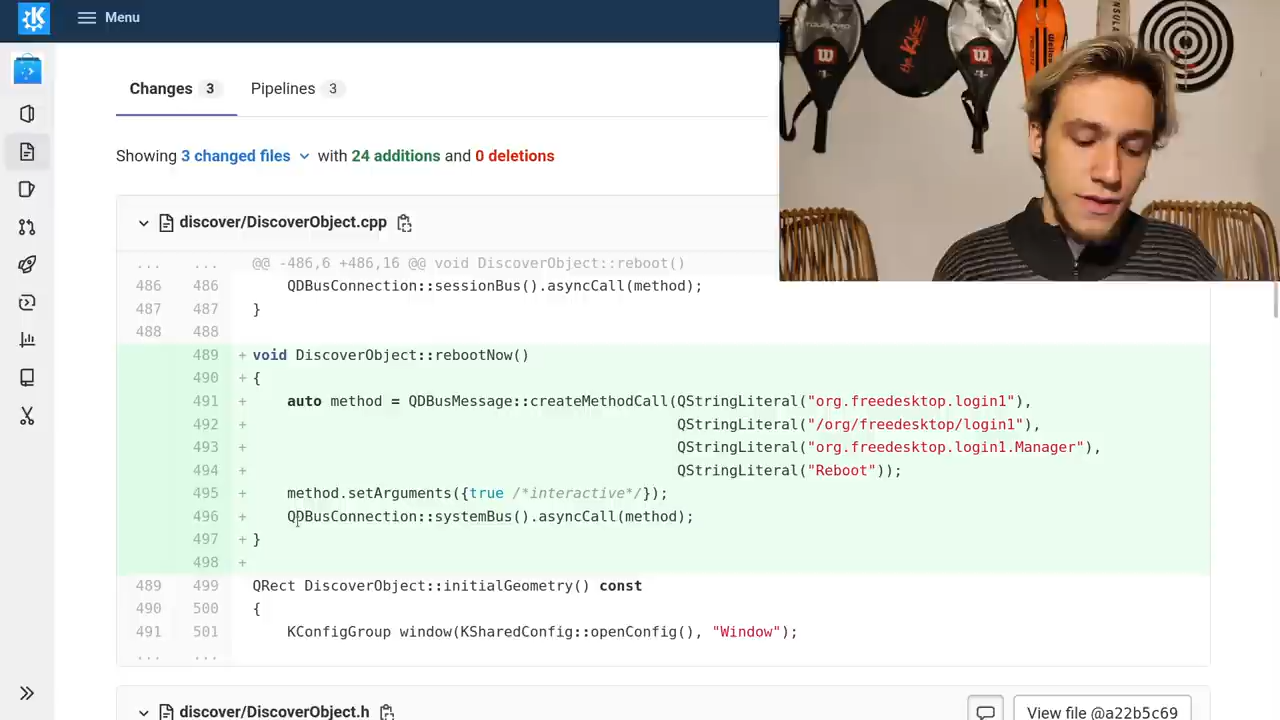 Menu
Changes 3 Pipelines 3
Showing 3 changed files with 24 additions and 0 deletions
discover/DiscoverObject.cpp
... ... @@ -486,6 +486,16 @@ void DiscoverObject::reboot()
486 486 QDBusConnection::sessionBus().asyncCall(method);
487 487 }
488 488
489 + void DiscoverObject::rebootNow()
490 + {
491 + auto method = QDBusMessage::createMethodCall(QStringLiteral("org.freedesktop.login1"),
492 + QStringLiteral("/org/freedesktop/login1"),
493 + QStringLiteral("org.freedesktop.login1.Manager"),
494 + QStringLiteral("Reboot"));
495 + method.setArguments({true /*interactive*/});
496 + QDBusConnection::systemBus().asyncCall(method);
497 + }
498 +
489 499 QRect DiscoverObject::initialGeometry() const
490 500 {
491 501 KConfigGroup window(KSharedConfig::openConfig(), "Window");
... ...
discover/DiscoverObject.h View file @a22b5c69